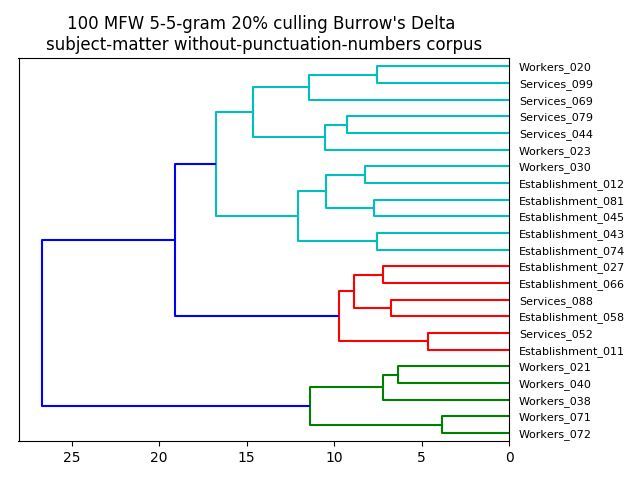 100 MFW 5-5-gram 20% culling Burrow's Delta
subject-matter without-punctuation-numbers corpus
Workers_020
Services_099
Services_069
Services_079
Services_044
Workers_023
Workers_030
Establishment_012
Establishment_081
Establishment_045
Establishment_043
Establishment_074
Establishment_027
Establishment_066
Services_088
Establishment_058
Services_052
Establishment_011
Workers_021
Workers_040
Workers_038
Workers_071
Workers_072
25 20 15 10 5 0